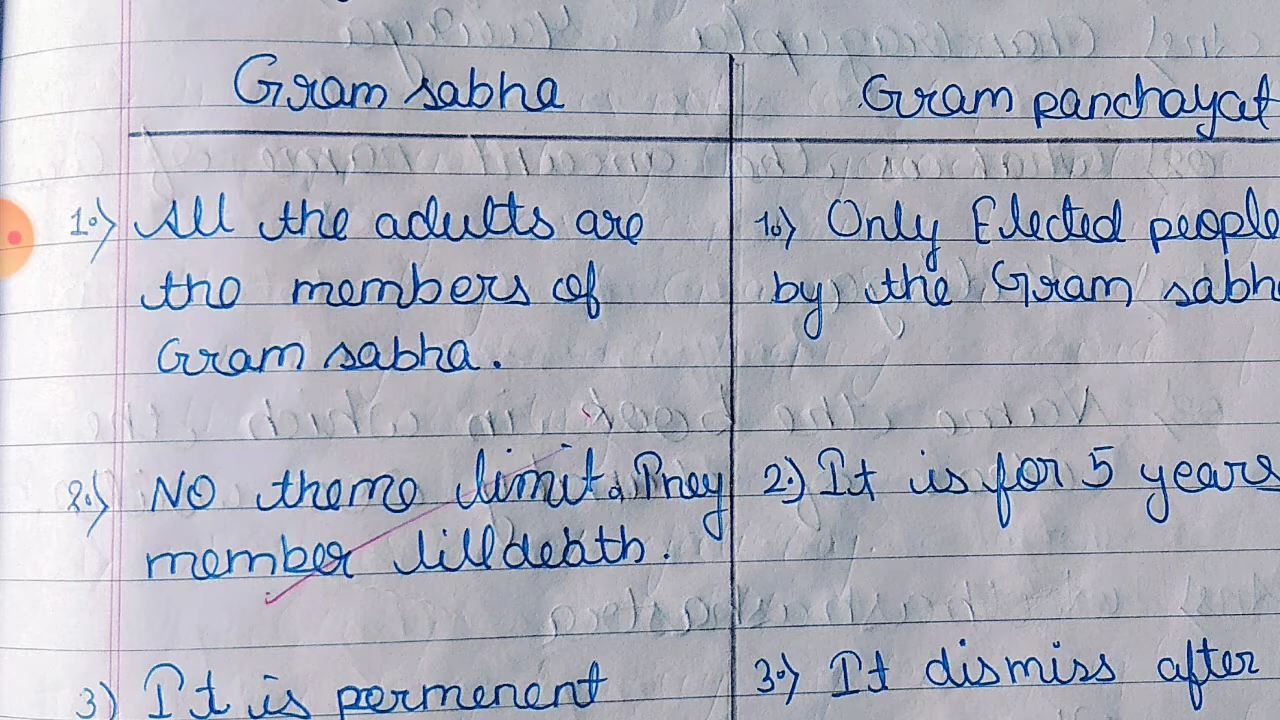 Gram sabha
Gram panchayat
1.) All the adults are
the members of
Gram sabha.
1.) Only Elected people
by, the Gram sabh
2.) No theme limit. They
member till death.
2.) It is for 5 years
3) It is permenent
3.) It dismiss after